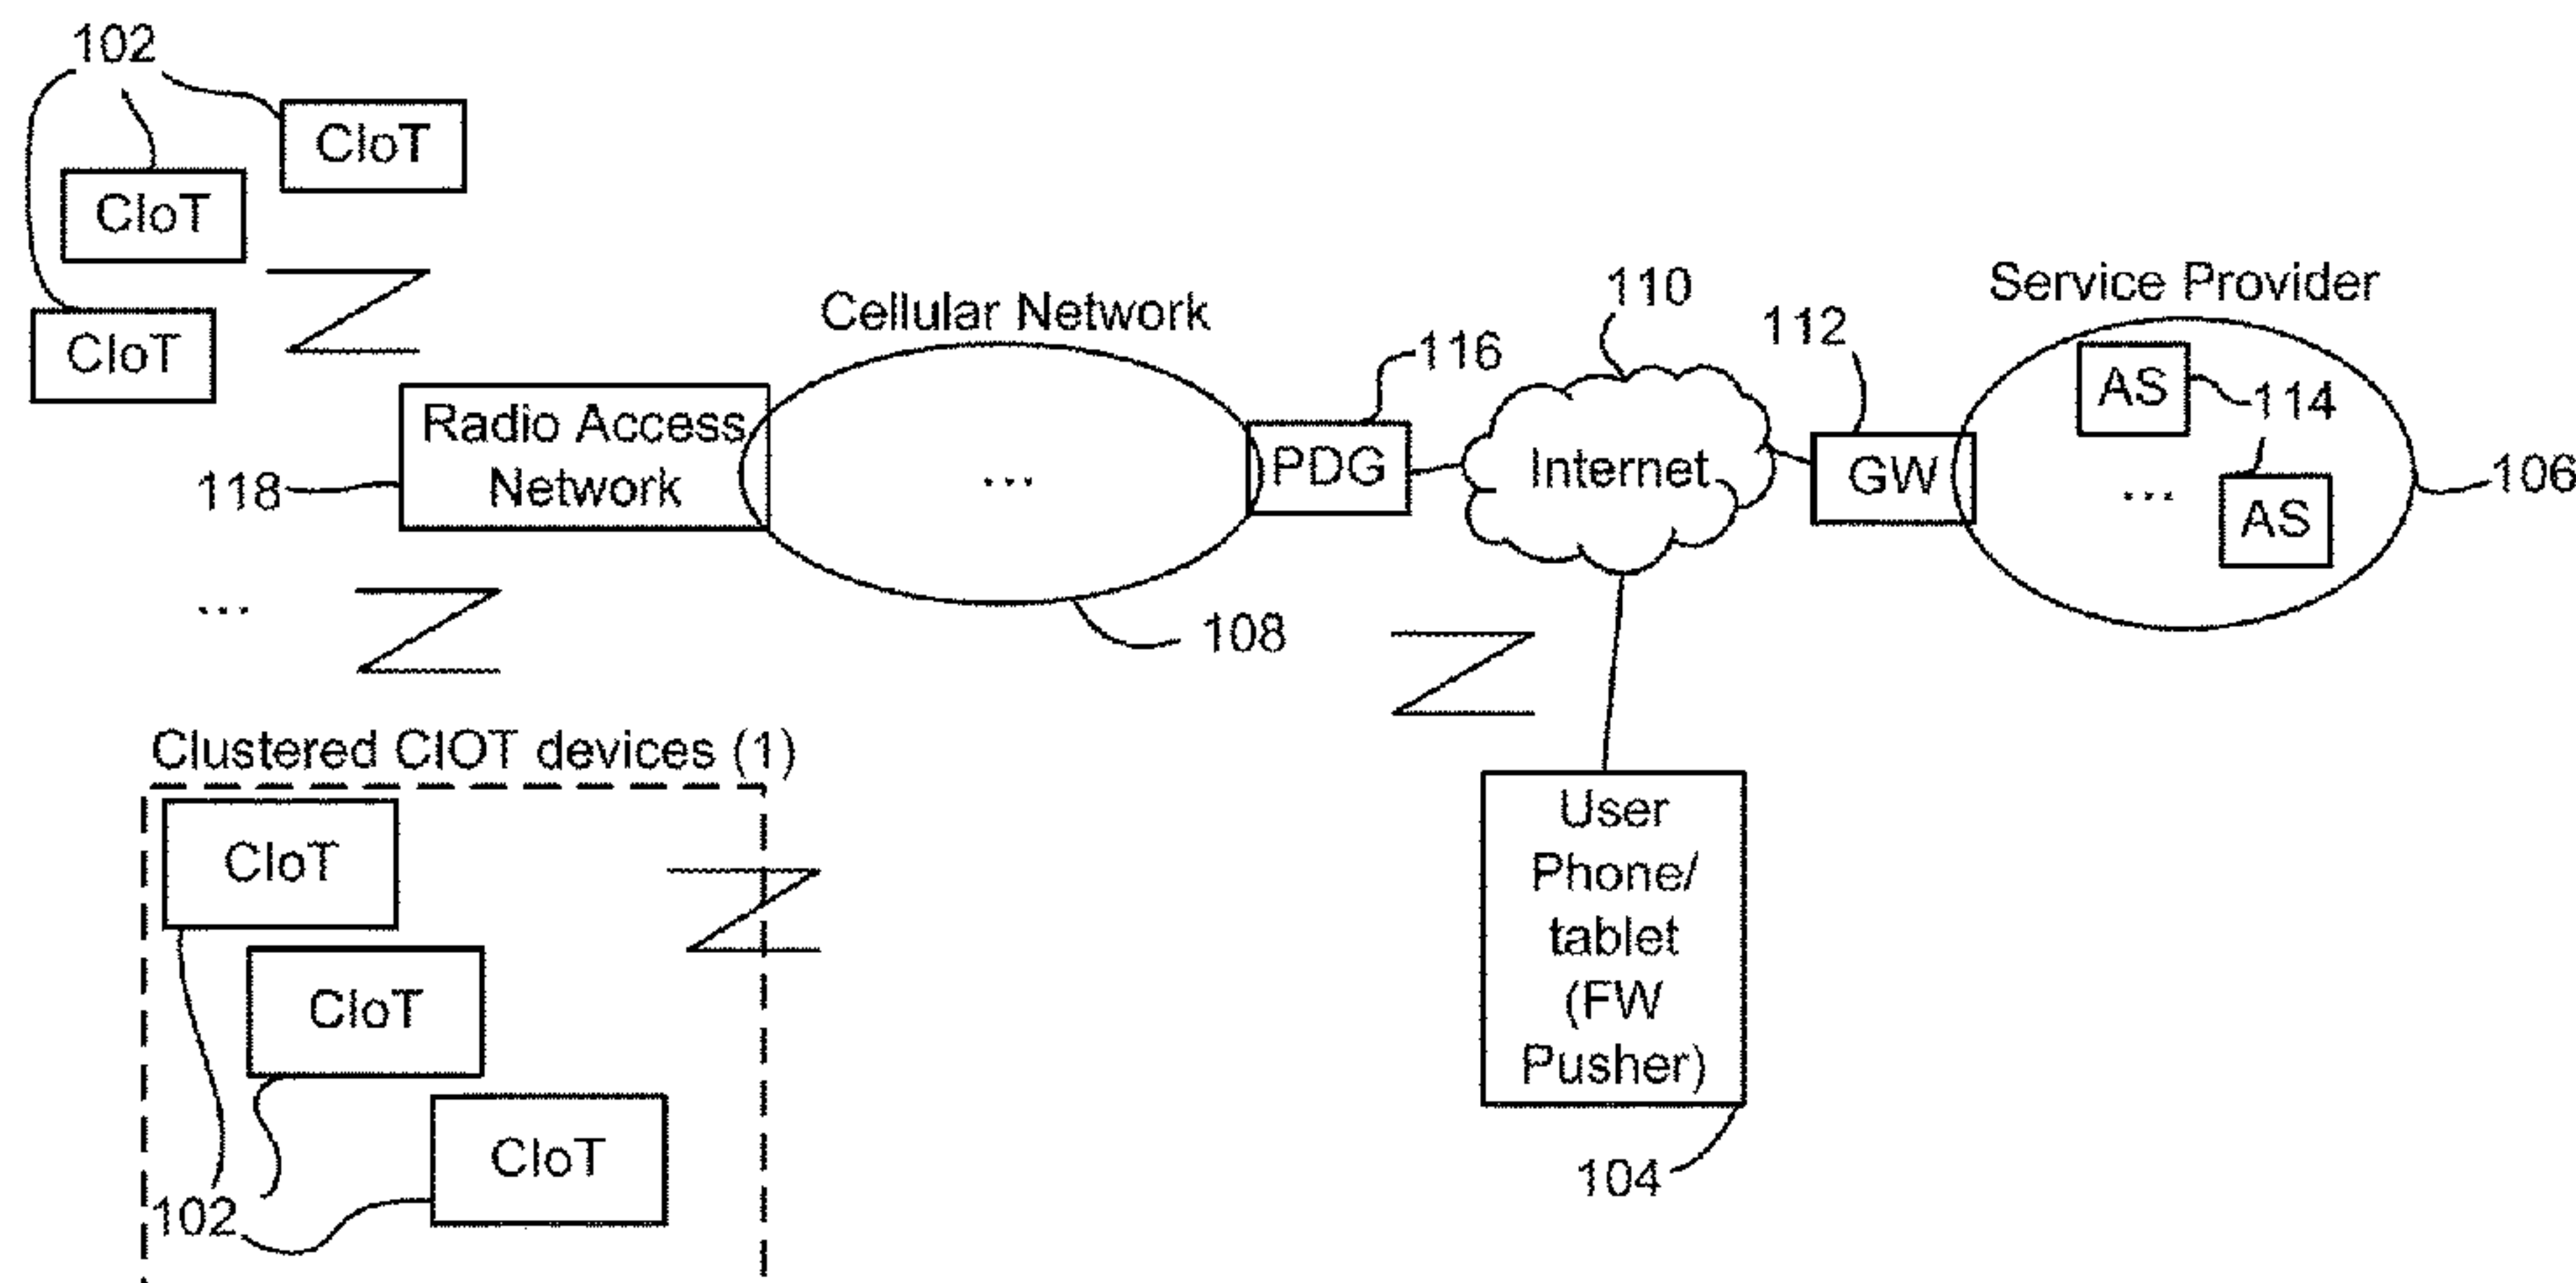 102
CIoT
CIoT
CIoT
Cellular Network
110
Service Provider
112
116
AS
114
Radio Access
Network
...
PDG
Internet
GW
...
AS
106
118
...
108
Clustered CIOT devices (1)
CIoT
CIoT
CIoT
102
User
Phone/
tablet
(FW
Pusher)
104